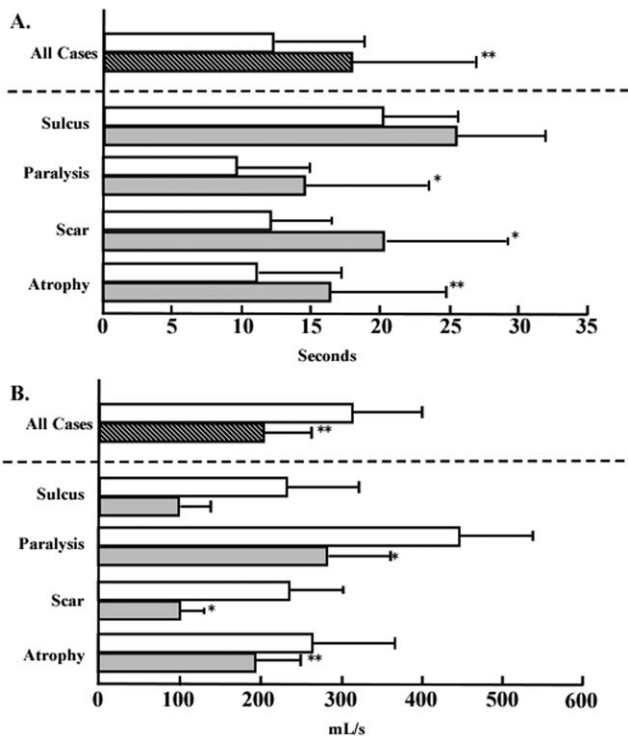 A.
All Cases
**
Sulcus
Paralysis
*
Scar
*
Atrophy
**
0 5 10 15 20 25 30 35
Seconds
B.
All Cases
**
Sulcus
Paralysis
*
Scar
*
Atrophy
**
0 100 200 300 400 500 600
mL/s